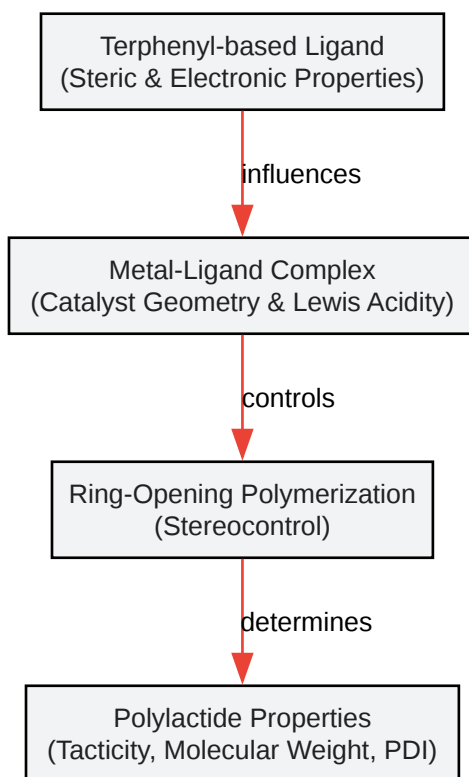 Terphenyl-based Ligand
(Steric & Electronic Properties)
influences
Metal-Ligand Complex
(Catalyst Geometry & Lewis Acidity)
controls
Ring-Opening Polymerization
(Stereocontrol)
determines
Polylactide Properties
(Tacticity, Molecular Weight, PDI)